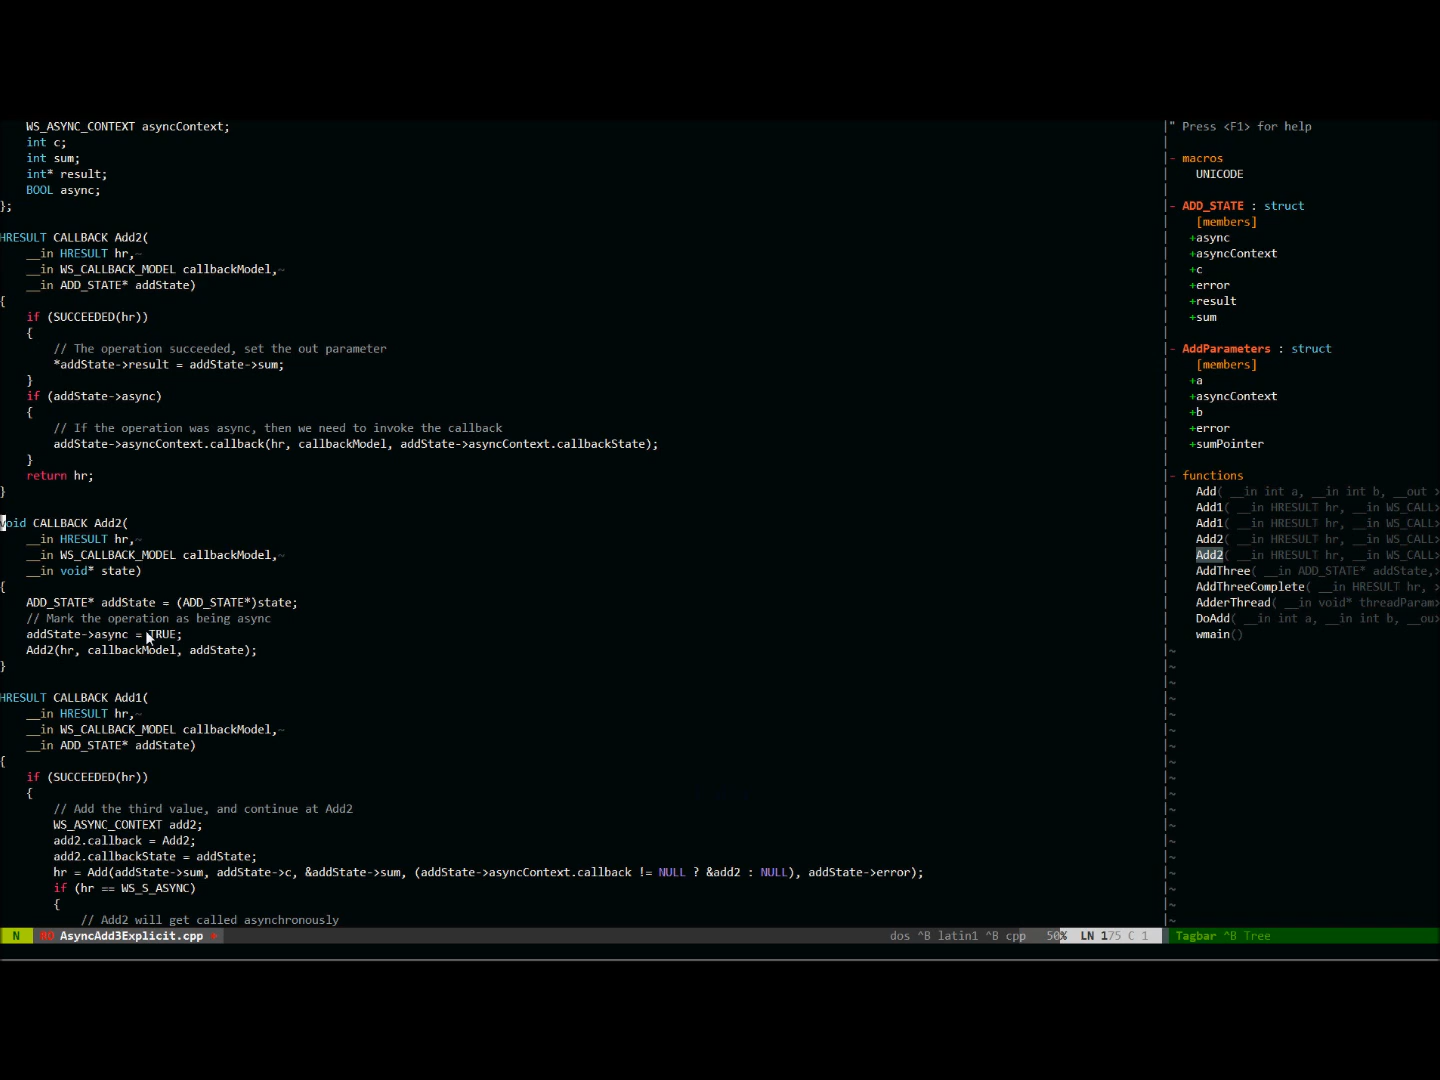 WS_ASYNC_CONTEXT asyncContext;
int c;
int sum;
int* result;
BOOL async;
};
HRESULT CALLBACK Add2(
__in HRESULT hr,~
__in WS_CALLBACK_MODEL callbackModel,~
__in ADD_STATE* addState)
{
if (SUCCEEDED(hr))
{
// The operation succeeded, set the out parameter
*addState->result = addState->sum;
}
if (addState->async)
{
// If the operation was async, then we need to invoke the callback
addState->asyncContext.callback(hr, callbackModel, addState->asyncContext.callbackState);
}
return hr;
}
void CALLBACK Add2(
__in HRESULT hr,~
__in WS_CALLBACK_MODEL callbackModel,~
__in void* state)
{
ADD_STATE* addState = (ADD_STATE*)state;
// Mark the operation as being async
addState->async = TRUE;
Add2(hr, callbackModel, addState);
}
HRESULT CALLBACK Add1(
__in HRESULT hr,~
__in WS_CALLBACK_MODEL callbackModel,~
__in ADD_STATE* addState)
{
if (SUCCEEDED(hr))
{
// Add the third value, and continue at Add2
WS_ASYNC_CONTEXT add2;
add2.callback = Add2;
add2.callbackState = addState;
hr = Add(addState->sum, addState->c, &addState->sum, (addState->asyncContext.callback != NULL ? &add2 : NULL), addState->error);
if (hr == WS_S_ASYNC)
{
// Add2 will get called asynchronously
N AsyncAdd3Explicit.cpp dos ^B latin1 ^B cpp 50% LN 175 C 1
" Press <F1> for help
- macros
UNICODE
- ADD_STATE : struct
[members]
+async
+asyncContext
+c
+error
+result
+sum
- AddParameters : struct
[members]
+a
+asyncContext
+b
+error
+sumPointer
- functions
Add( __in int a, __in int b, __out >
Add1( __in HRESULT hr, __in WS_CALL>
Add1( __in HRESULT hr, __in WS_CALL>
Add2( __in HRESULT hr, __in WS_CALL>
Add2( __in HRESULT hr, __in WS_CALL>
AddThree( __in ADD_STATE* addState,>
AddThreeComplete( __in HRESULT hr, >
AdderThread( __in void* threadParam>
DoAdd( __in int a, __in int b, __ou>
wmain()
Tagbar ^B Tree